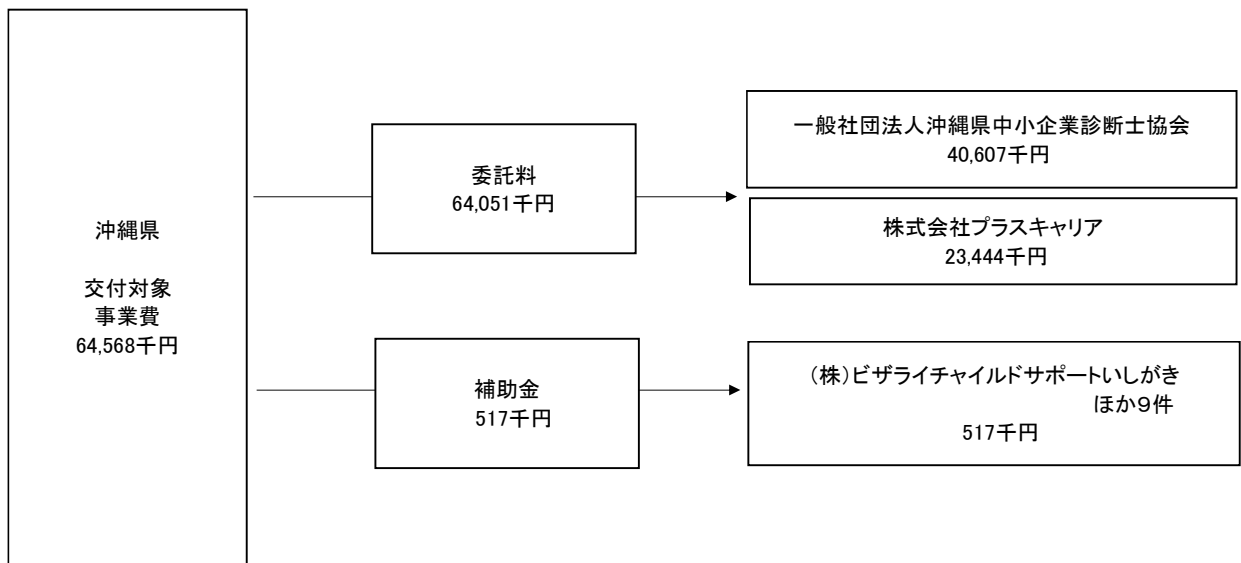 沖縄県
交付対象
事業費
64,568千円
委託料
64,051千円
一般社団法人沖縄県中小企業診断士協会
40,607千円
株式会社プラスキャリア
23,444千円
補助金
517千円
（株）ビザライチャイルドサポートいしがき
ほか９件
517千円